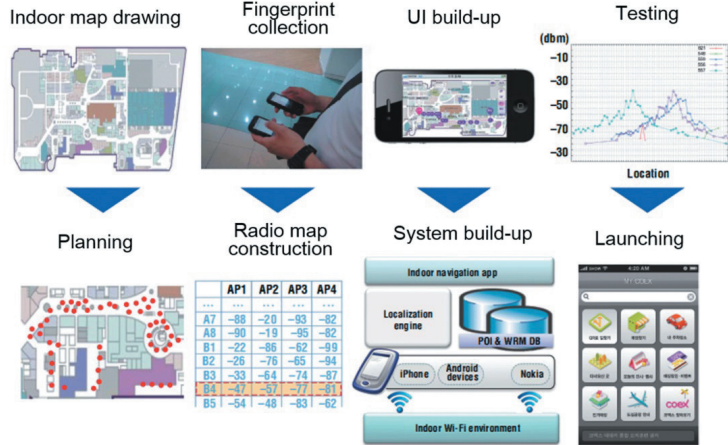 Indoor map drawing
Fingerprint
collection
UI build-up
Testing
(dbm)
-10
-30
-50
-70
-30
Location
Planning
Radio map
construction
System build-up
Launching
AP1 AP2 AP3 AP4
... ... ... ...
A7 -88 -20 -93 -82
A8 -90 -19 -95 -82
B1 -22 -86 -62 -99
B2 -26 -76 -65 -94
B3 -33 -64 -74 -87
B4 -47 -57 -77 -81
B5 -54 -48 -83 -62
Indoor navigation app
Localization
engine
POI & WRM DB
iPhone
Android
devices
Nokia
Indoor Wi-Fi environment
4:20 AM
coex